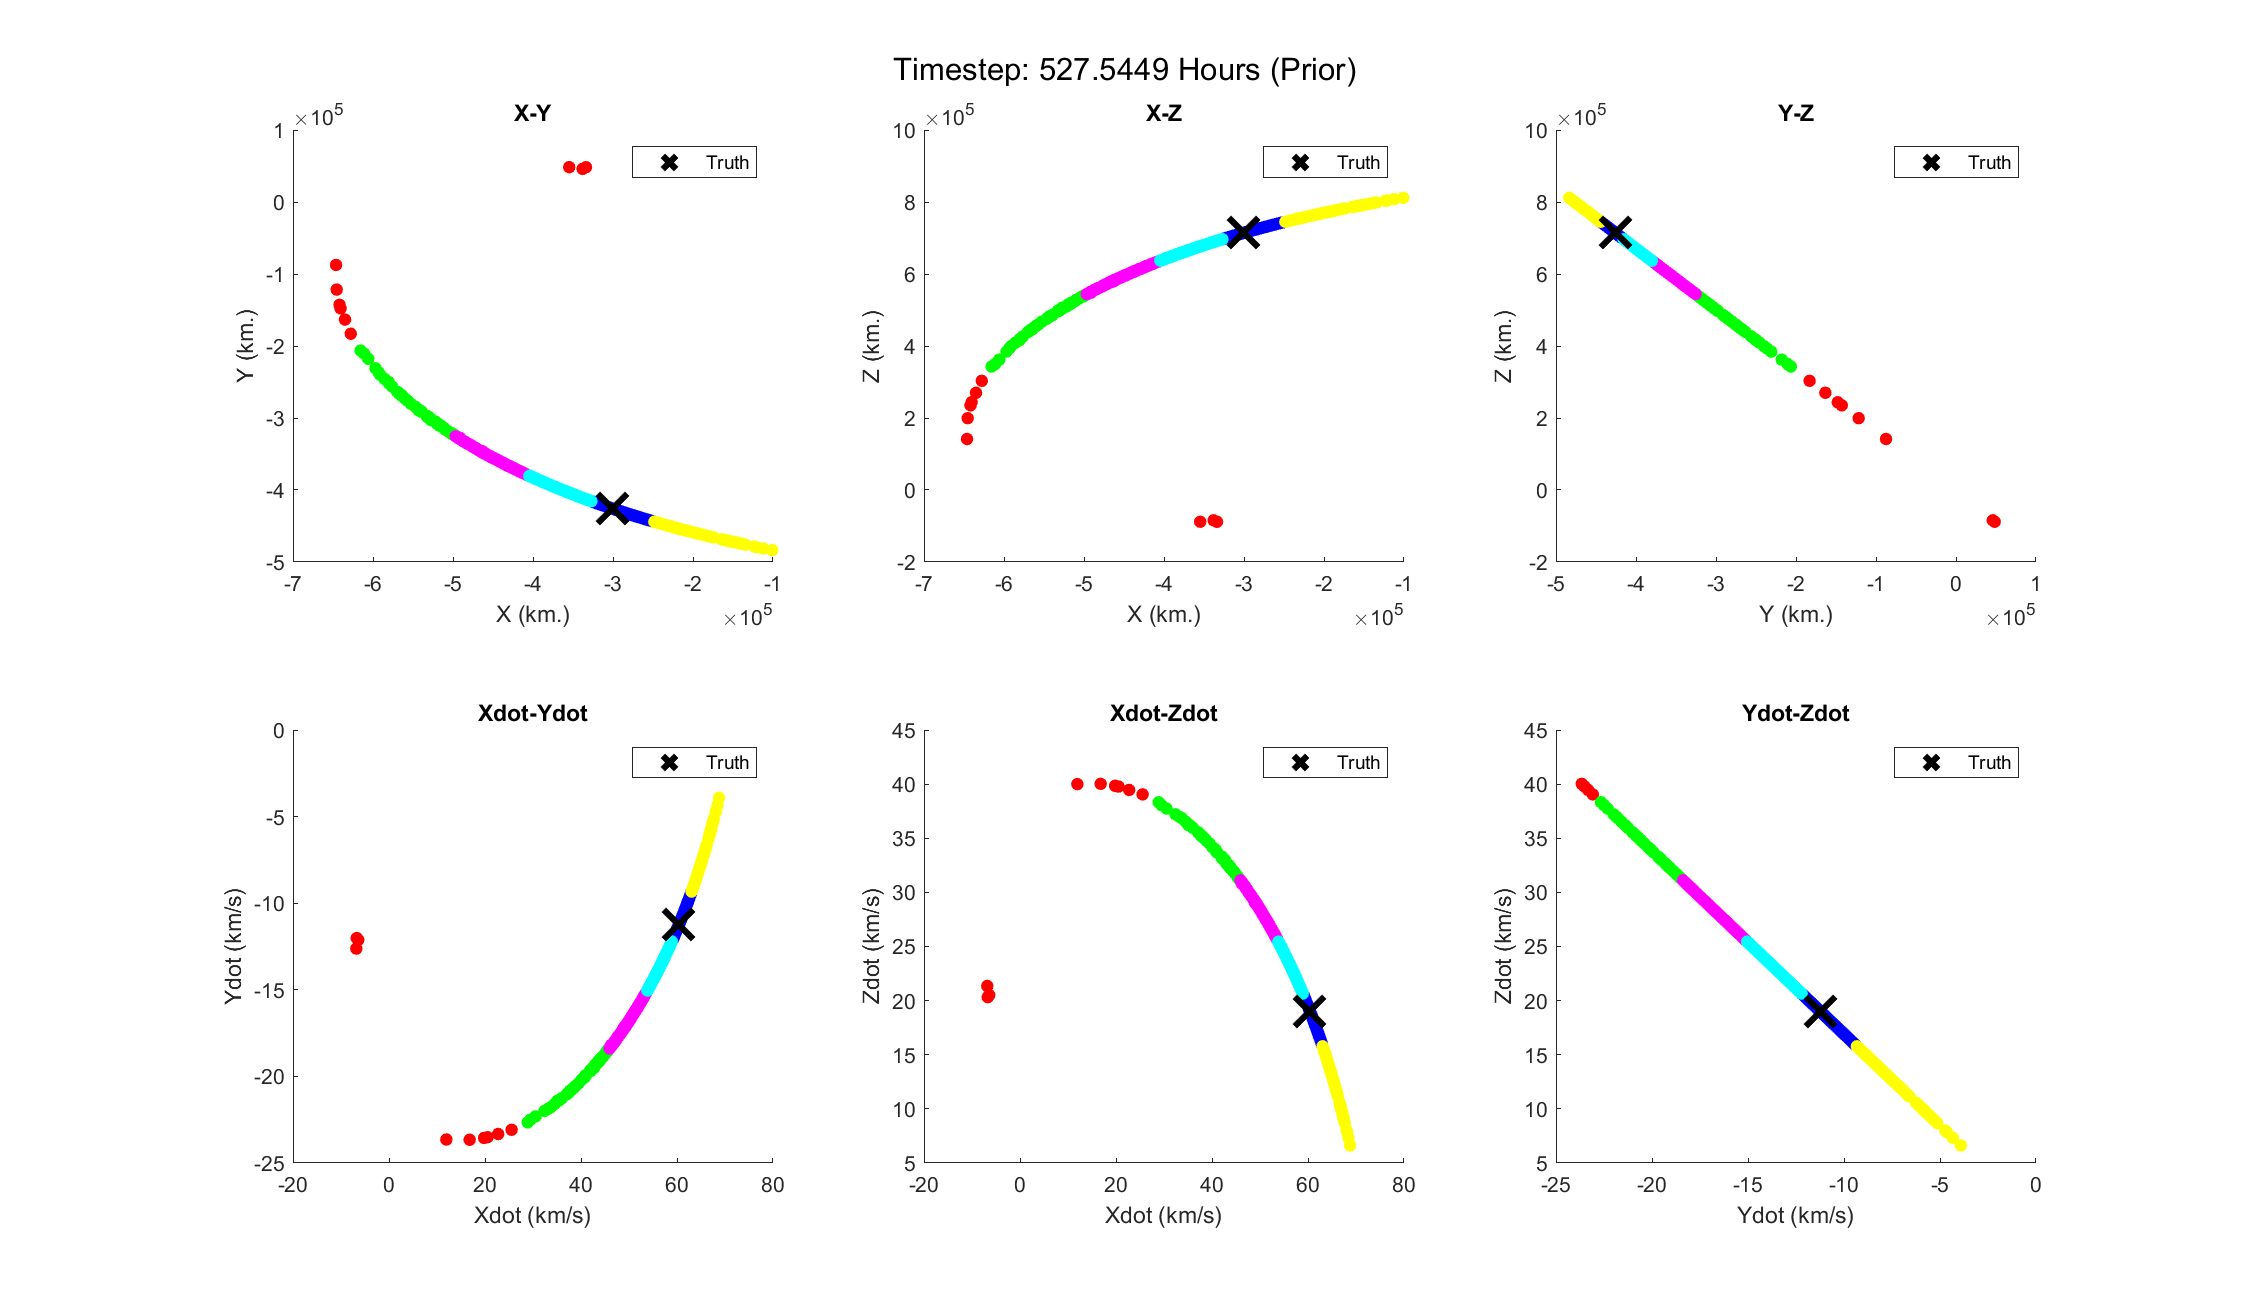 Timestep: 527.5449 Hours (Prior)
X-Y
×10^5
Truth
1
0
-1
-2
-3
-4
-5
Y (km.)
-7 -6 -5 -4 -3 -2 -1
X (km.)
×10^5
X-Z
×10^5
Truth
10
8
6
4
2
0
-2
Z (km.)
-7 -6 -5 -4 -3 -2 -1
X (km.)
×10^5
Y-Z
×10^5
Truth
10
8
6
4
2
0
-2
Z (km.)
-5 -4 -3 -2 -1 0 1
Y (km.)
×10^5
Xdot-Ydot
Truth
0
-5
-10
-15
-20
-25
Ydot (km/s)
-20 0 20 40 60 80
Xdot (km/s)
Xdot-Zdot
Truth
45
40
35
30
25
20
15
10
5
Zdot (km/s)
-20 0 20 40 60 80
Xdot (km/s)
Ydot-Zdot
Truth
45
40
35
30
25
20
15
10
5
Zdot (km/s)
-25 -20 -15 -10 -5 0
Ydot (km/s)